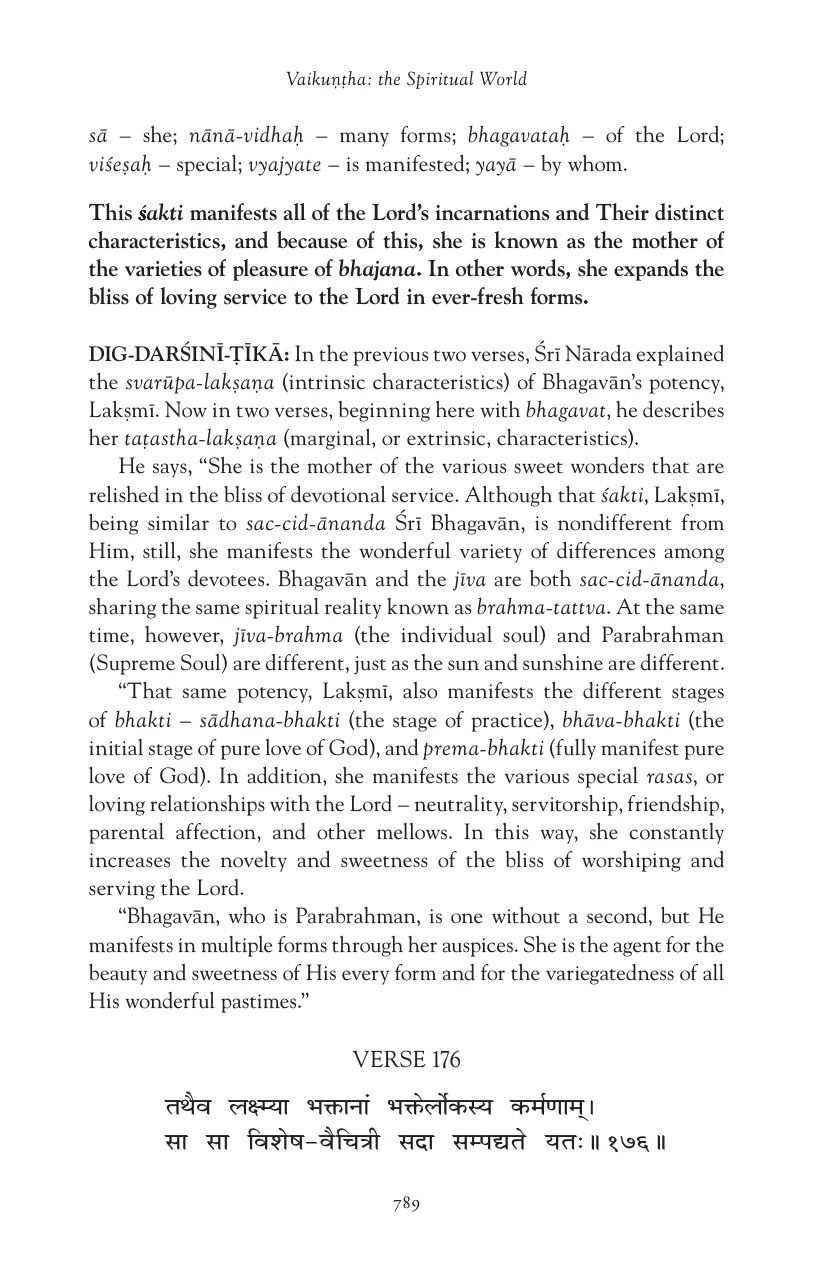 Vaikuṇṭha: the Spiritual World
sā – she; nānā-vidhaḥ – many forms; bhagavataḥ – of the Lord;
viśeṣaḥ – special; vyajyate – is manifested; yayā – by whom.
This śakti manifests all of the Lord’s incarnations and Their distinct
characteristics, and because of this, she is known as the mother of
the varieties of pleasure of bhajana. In other words, she expands the
bliss of loving service to the Lord in ever-fresh forms.
DIG-DARŚINĪ-ṬĪKĀ: In the previous two verses, Śrī Nārada explained
the svarūpa-lakṣaṇa (intrinsic characteristics) of Bhagavān’s potency,
Lakṣmī. Now in two verses, beginning here with bhagavat, he describes
her taṭastha-lakṣaṇa (marginal, or extrinsic, characteristics).
He says, “She is the mother of the various sweet wonders that are
relished in the bliss of devotional service. Although that śakti, Lakṣmī,
being similar to sac-cid-ānanda Śrī Bhagavān, is nondifferent from
Him, still, she manifests the wonderful variety of differences among
the Lord’s devotees. Bhagavān and the jīva are both sac-cid-ānanda,
sharing the same spiritual reality known as brahma-tattva. At the same
time, however, jīva-brahma (the individual soul) and Parabrahman
(Supreme Soul) are different, just as the sun and sunshine are different.
“That same potency, Lakṣmī, also manifests the different stages
of bhakti – sādhana-bhakti (the stage of practice), bhāva-bhakti (the
initial stage of pure love of God), and prema-bhakti (fully manifest pure
love of God). In addition, she manifests the various special rasas, or
loving relationships with the Lord – neutrality, servitorship, friendship,
parental affection, and other mellows. In this way, she constantly
increases the novelty and sweetness of the bliss of worshiping and
serving the Lord.
“Bhagavān, who is Parabrahman, is one without a second, but He
manifests in multiple forms through her auspices. She is the agent for the
beauty and sweetness of His every form and for the variegatedness of all
His wonderful pastimes.”
VERSE 176
तथैव लक्ष्म्या भक्तानां भक्तेर्लोकस्य कर्मणाम्।
सा सा विशेष-वैचित्री सदा सम्पद्यते यतः॥ १७६॥
789